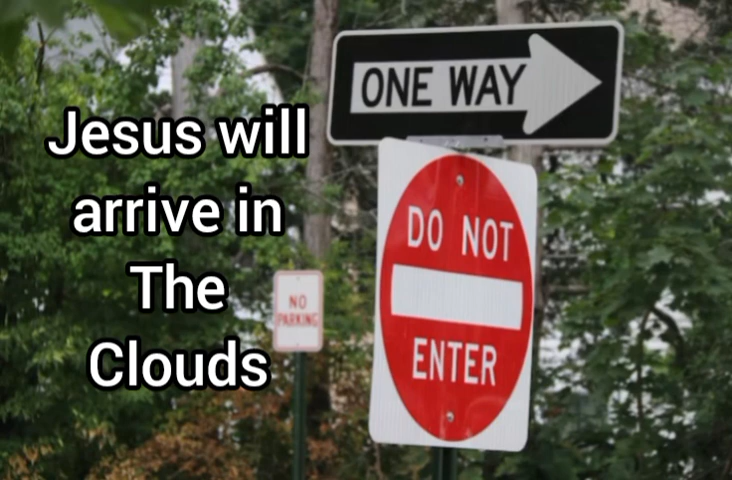 Jesus will
arrive in
The
Clouds
ONE WAY
DO NOT
ENTER
NO
PARKING